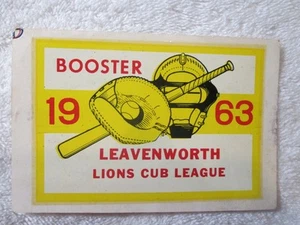 BOOSTER
19 63
LEAVENWORTH
LIONS CUB LEAGUE